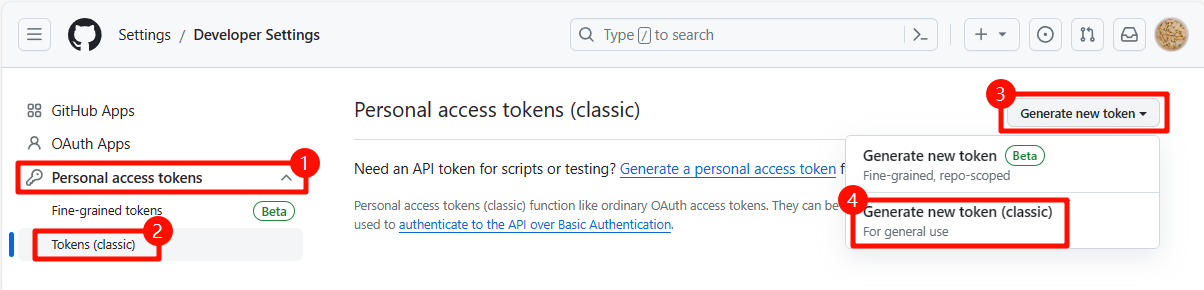 Settings / Developer Settings
Type / to search
GitHub Apps
OAuth Apps
1
Personal access tokens
Fine-grained tokens Beta
2
Tokens (classic)
Personal access tokens (classic)
3
Generate new token
Need an API token for scripts or testing? Generate a personal access token f
Personal access tokens (classic) function like ordinary OAuth access tokens. They can be
used to authenticate to the API over Basic Authentication.
Generate new token Beta
Fine-grained, repo-scoped
4
Generate new token (classic)
For general use